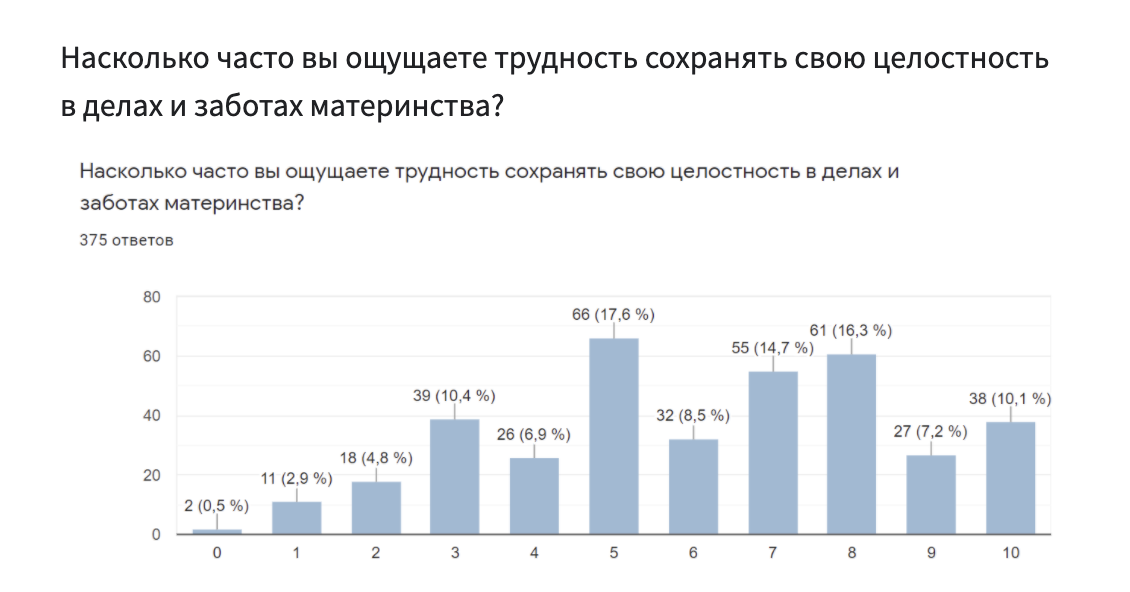 Насколько часто вы ощущаете трудность сохранять свою целостность
в делах и заботах материнства?
Насколько часто вы ощущаете трудность сохранять свою целостность в делах и
заботах материнства?
375 ответов
80
60
40
20
0
2 (0,5 %)
11 (2,9 %)
18 (4,8 %)
39 (10,4 %)
26 (6,9 %)
66 (17,6 %)
32 (8,5 %)
55 (14,7 %)
61 (16,3 %)
27 (7,2 %)
38 (10,1 %)
0 1 2 3 4 5 6 7 8 9 10